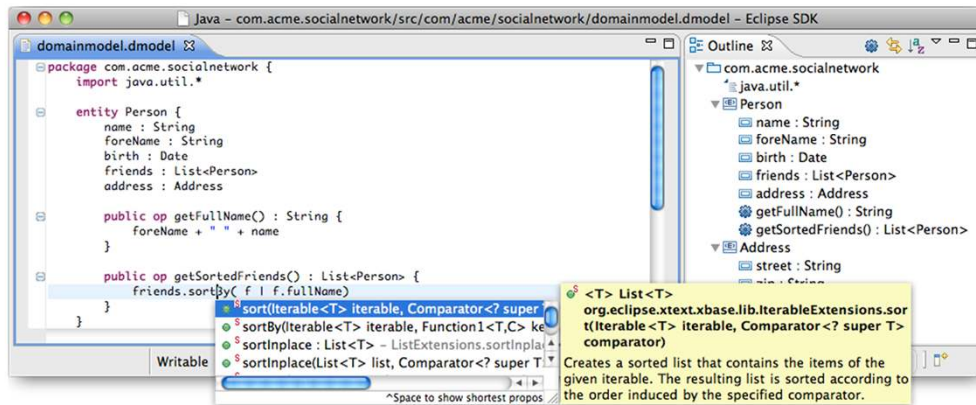 Java - com.acme.socialnetwork/src/com/acme/socialnetwork/domainmodel.dmodel - Eclipse SDK
domainmodel.dmodel
package com.acme.socialnetwork {
import java.util.*
entity Person {
name : String
foreName : String
birth : Date
friends : List<Person>
address : Address
public op getFullName() : String {
foreName + " " + name
}
public op getSortedFriends() : List<Person> {
friends.sortBy( f | f.fullName)
}
}
Outline
com.acme.socialnetwork
java.util.*
Person
name : String
foreName : String
birth : Date
friends : List<Person>
address : Address
getFullName() : String
getSortedFriends() : List<Person>
Address
street : String
zip : String
sort(Iterable<T> iterable, Comparator<? super
sortBy(Iterable<T> iterable, Function1<T,C> ke
sortInplace : List<T> - ListExtensions.sortInpla
sortInplace(List<T> list, Comparator<? super T
^Space to show shortest propos
<T> List<T>
org.eclipse.xtext.xbase.lib.IterableExtensions.sor
t(Iterable<T> iterable, Comparator<? super T>
comparator)
Creates a sorted list that contains the items of the
given iterable. The resulting list is sorted according to
the order induced by the specified comparator.
Writable